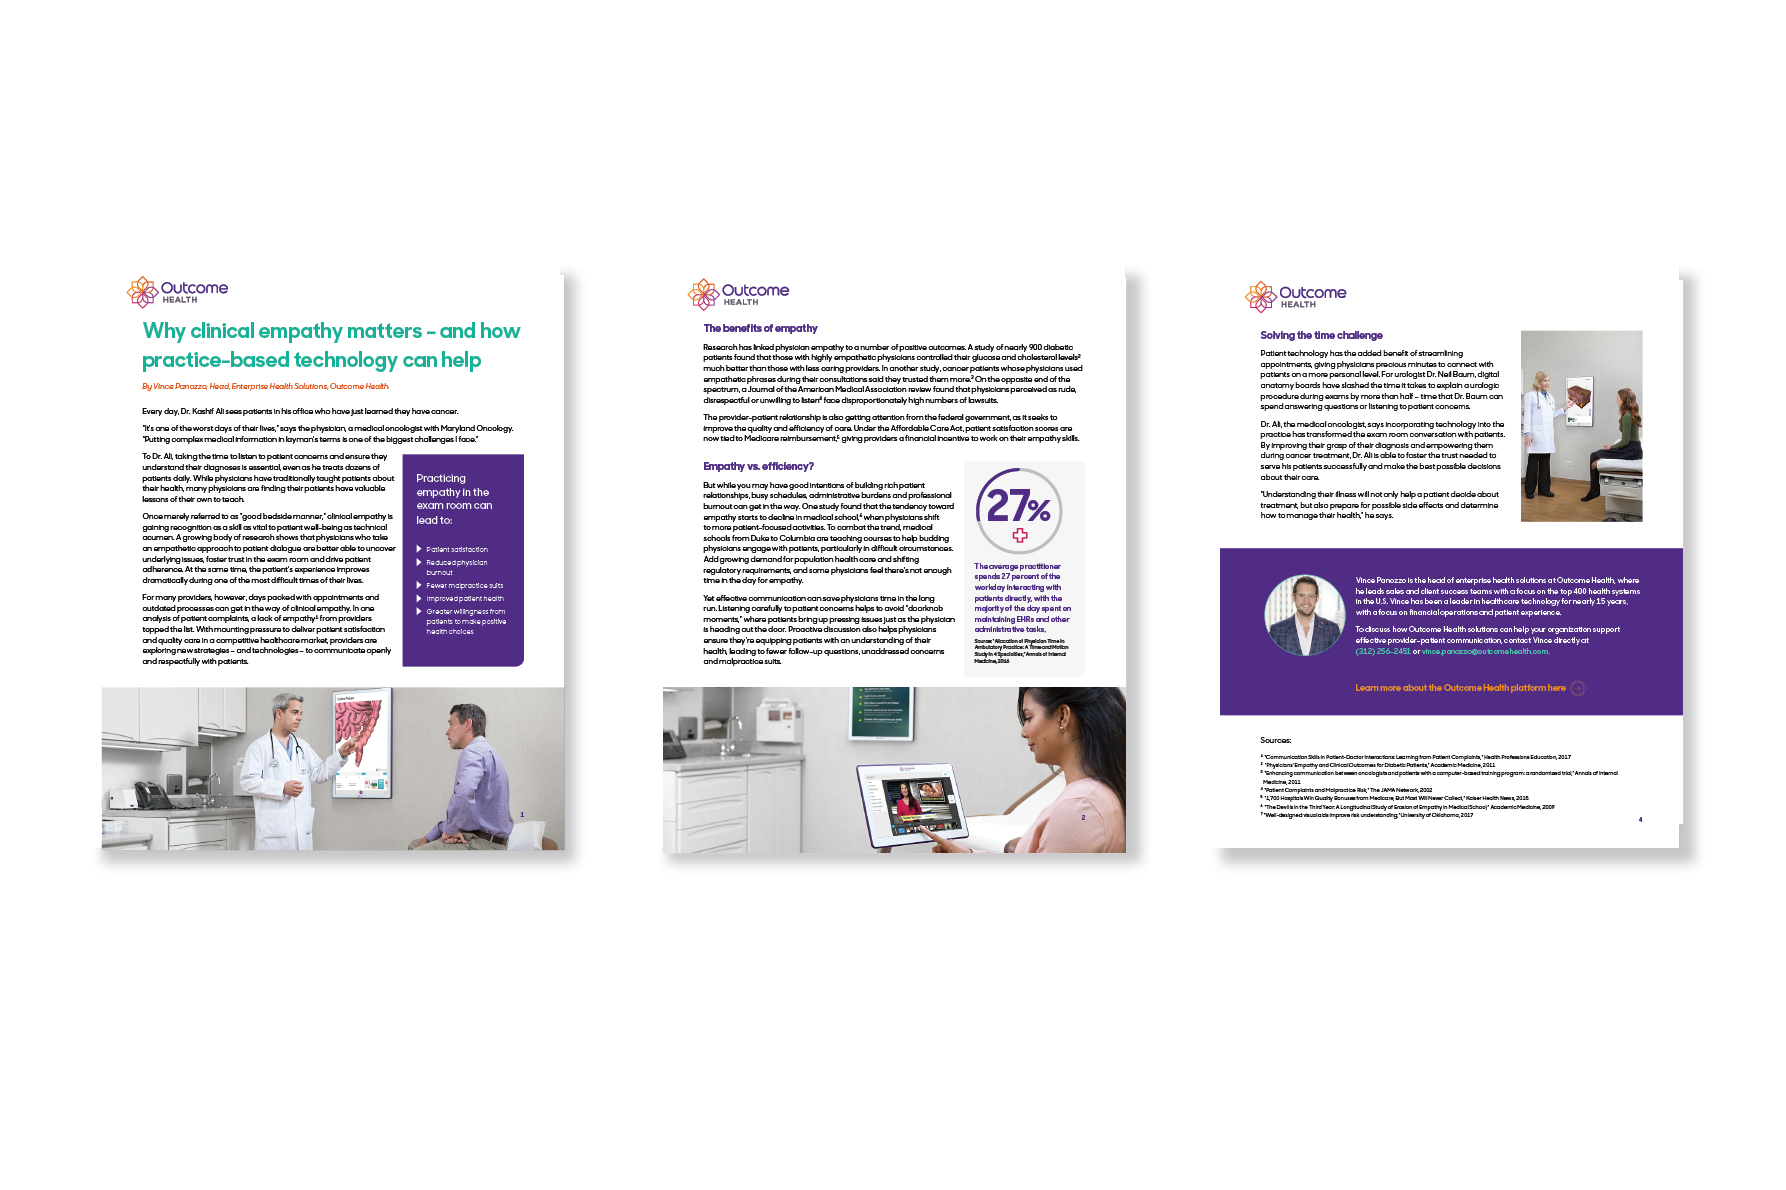 Outcome
HEALTH
Why clinical empathy matters – and how
practice-based technology can help
By Vince Panozzo, Head, Enterprise Health Solutions, Outcome Health
Every day, Dr. Kashif Ali sees patients in his office who have just learned they have cancer.
"It's one of the worst days of their lives," says the physician, a medical oncologist with Maryland Oncology.
"Putting complex medical information in layman's terms is one of the biggest challenges I face."
To Dr. Ali, taking the time to listen to patient concerns and ensure they
understand their diagnoses is essential, even as he treats dozens of
patients daily. While physicians have traditionally taught patients about
their health, many physicians are finding their patients have valuable
lessons of their own to teach.
Once merely referred to as "good bedside manner," clinical empathy is
gaining recognition as a skill as vital to patient well-being as technical
acumen. A growing body of research shows that physicians who take
an empathetic approach to patient dialogue are better able to uncover
underlying issues, foster trust in the exam room and drive patient
adherence. At the same time, the patient's experience improves
dramatically during one of the most difficult times of their lives.
For many providers, however, days packed with appointments and
outdated processes can get in the way of clinical empathy. In one
analysis of patient complaints, a lack of empathy¹ from providers
topped the list. With mounting pressure to deliver patient satisfaction
and quality care in a competitive healthcare market, providers are
exploring new strategies – and technologies – to communicate openly
and respectfully with patients.
Practicing
empathy in the
exam room can
lead to:
Patient satisfaction
Reduced physician
burnout
Fewer malpractice suits
Improved patient health
Greater willingness from
patients to make positive
health choices
1
Outcome
HEALTH
The benefits of empathy
Research has linked physician empathy to a number of positive outcomes. A study of nearly 900 diabetic
patients found that those with highly empathetic physicians controlled their glucose and cholesterol levels²
much better than those with less caring providers. In another study, cancer patients whose physicians used
empathetic phrases during their consultations said they trusted them more.³ On the opposite end of the
spectrum, a Journal of the American Medical Association review found that physicians perceived as rude,
disrespectful or unwilling to listen⁴ face disproportionately high numbers of lawsuits.
The provider-patient relationship is also getting attention from the federal government, as it seeks to
improve the quality and efficiency of care. Under the Affordable Care Act, patient satisfaction scores are
now tied to Medicare reimbursement,⁵ giving providers a financial incentive to work on their empathy skills.
Empathy vs. efficiency?
But while you may have good intentions of building rich patient
relationships, busy schedules, administrative burdens and professional
burnout can get in the way. One study found that the tendency toward
empathy starts to decline in medical school,⁶ when physicians shift
to more patient-focused activities. To combat the trend, medical
schools from Duke to Columbia are teaching courses to help budding
physicians engage with patients, particularly in difficult circumstances.
Add growing demand for population health care and shifting
regulatory requirements, and some physicians feel there's not enough
time in the day for empathy.
Yet effective communication can save physicians time in the long
run. Listening carefully to patient concerns helps to avoid "doorknob
moments," where patients bring up pressing issues just as the physician
is heading out the door. Proactive discussion also helps physicians
ensure they're equipping patients with an understanding of their
health, leading to fewer follow-up questions, unaddressed concerns
and malpractice suits.
27%
The average practitioner
spends 27 percent of the
workday interacting with
patients directly, with the
majority of the day spent on
maintaining EHRs and other
administrative tasks.
Source: "Allocation of Physician Time in
Ambulatory Practice: A Time and Motion
Study in 4 Specialties," Annals of Internal
Medicine, 2016
2
Outcome
HEALTH
Solving the time challenge
Patient technology has the added benefit of streamlining
appointments, giving physicians precious minutes to connect with
patients on a more personal level. For urologist Dr. Neil Baum, digital
anatomy boards have slashed the time it takes to explain a urologic
procedure during exams by more than half – time that Dr. Baum can
spend answering questions or listening to patient concerns.
Dr. Ali, the medical oncologist, says incorporating technology into the
practice has transformed the exam room conversation with patients.
By improving their grasp of their diagnosis and empowering them
during cancer treatment, Dr. Ali is able to foster the trust needed to
serve his patients successfully and make the best possible decisions
about their care.
"Understanding their illness will not only help a patient decide about
treatment, but also prepare for possible side effects and determine
how to manage their health," he says.
Vince Panozzo is the head of enterprise health solutions at Outcome Health, where
he leads sales and client success teams with a focus on the top 400 health systems
in the U.S. Vince has been a leader in healthcare technology for nearly 15 years,
with a focus on financial operations and patient experience.
To discuss how Outcome Health solutions can help your organization support
effective provider-patient communication, contact Vince directly at
(312) 256-2451 or vince.panozzo@outcomehealth.com.
Learn more about the Outcome Health platform here
Sources:
¹ "Communication Skills in Patient-Doctor Interactions: Learning from Patient Complaints," Health Professions Education, 2017
² "Physicians' Empathy and Clinical Outcomes for Diabetic Patients," Academic Medicine, 2011
³ "Enhancing communication between oncologists and patients with a computer-based training program: a randomized trial," Annals of Internal
Medicine, 2011
⁴ "Patient Complaints and Malpractice Risk," The JAMA Network, 2002
⁵ "1,700 Hospitals Win Quality Bonuses from Medicare, But Most Will Never Collect," Kaiser Health News, 2015
⁶ "The Devil is in the Third Year: A Longitudinal Study of Erosion of Empathy in Medical School," Academic Medicine, 2009
⁷ "Well-designed visual aids improve risk understanding," University of Oklahoma, 2017
4